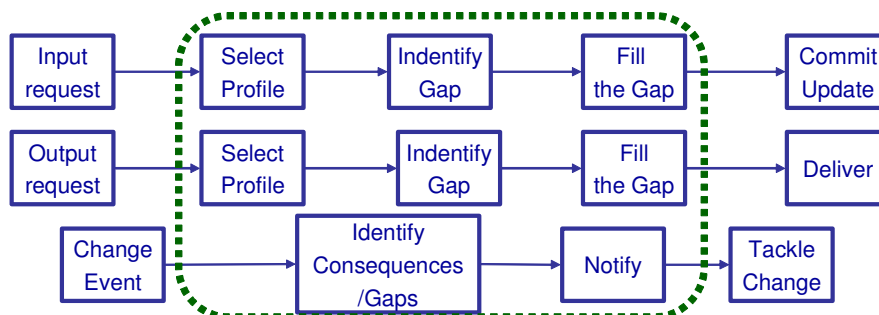 Input
request
Select
Profile
Indentify
Gap
Fill
the Gap
Commit
Update
Output
request
Select
Profile
Indentify
Gap
Fill
the Gap
Deliver
Change
Event
Identify
Consequences
/Gaps
Notify
Tackle
Change